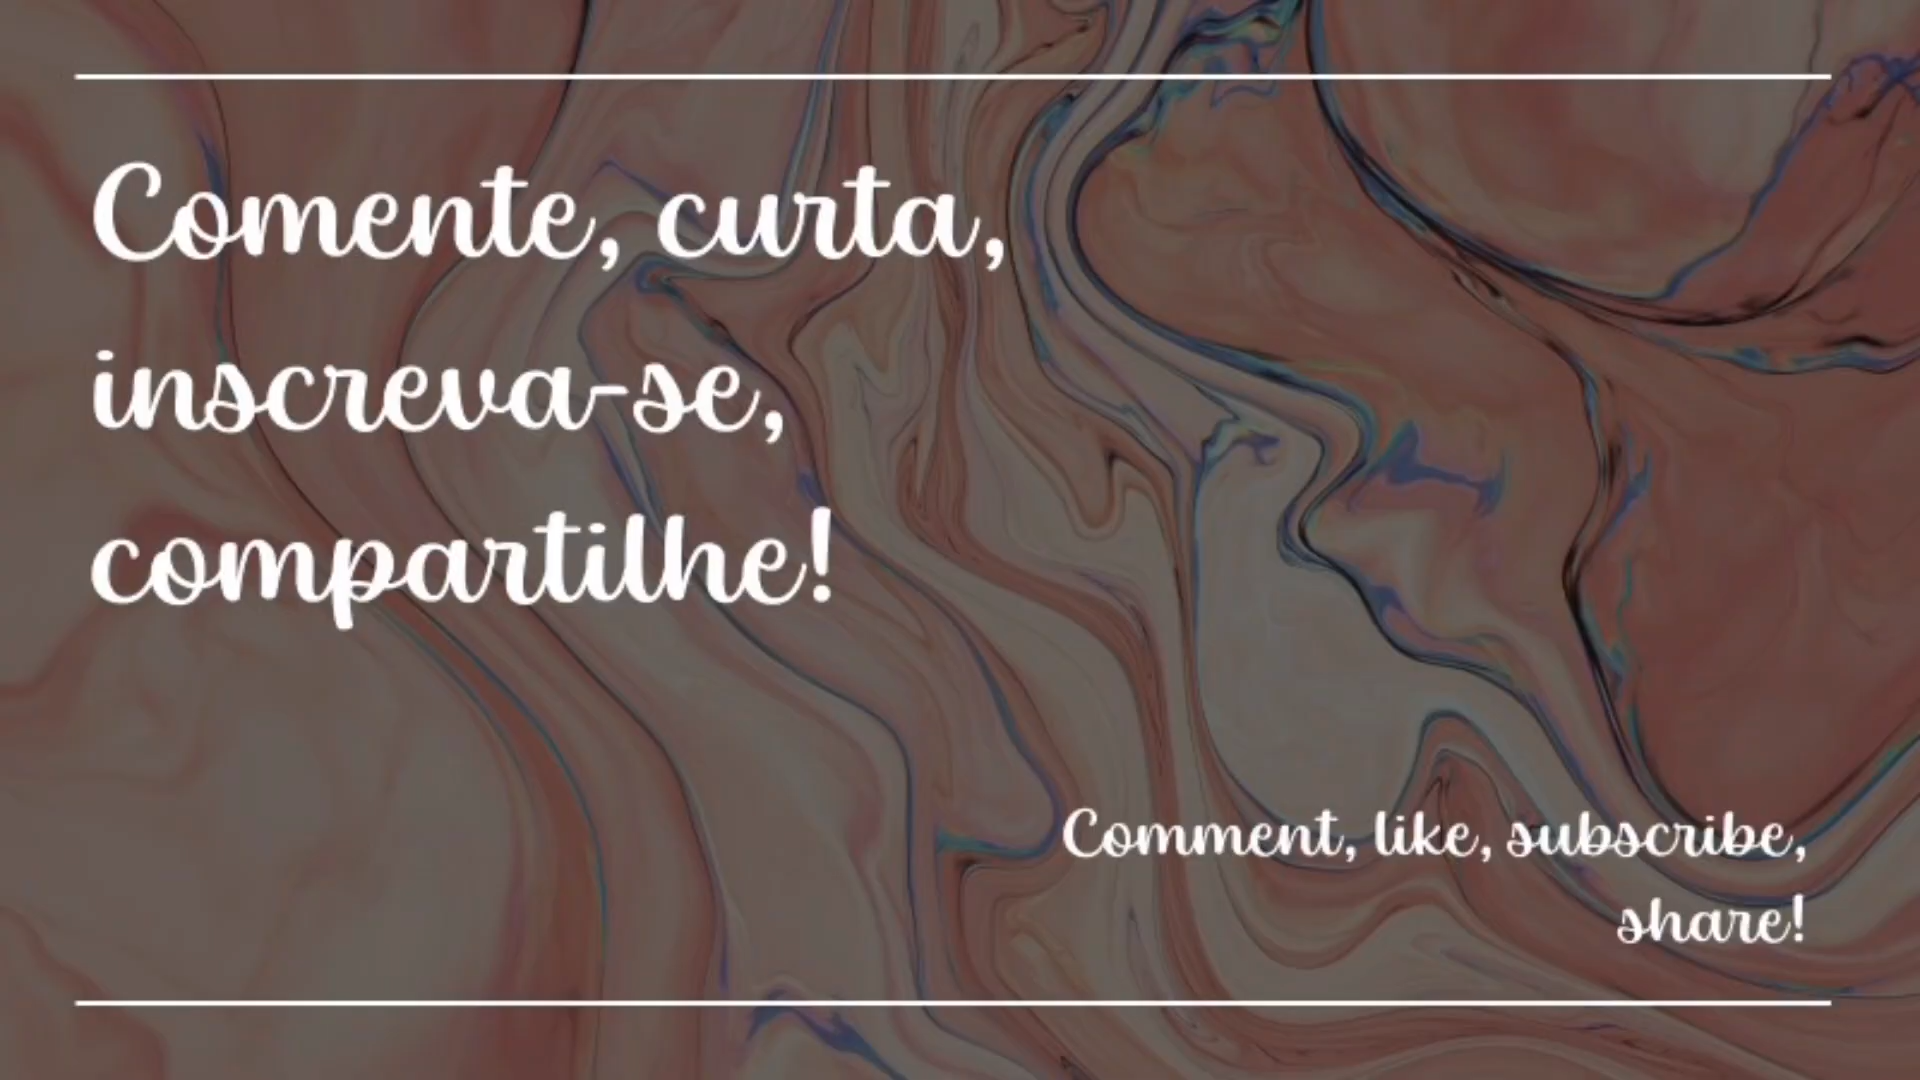 Comente, curta,
inscreva-se,
compartilhe!
Comment, like, subscribe,
share!